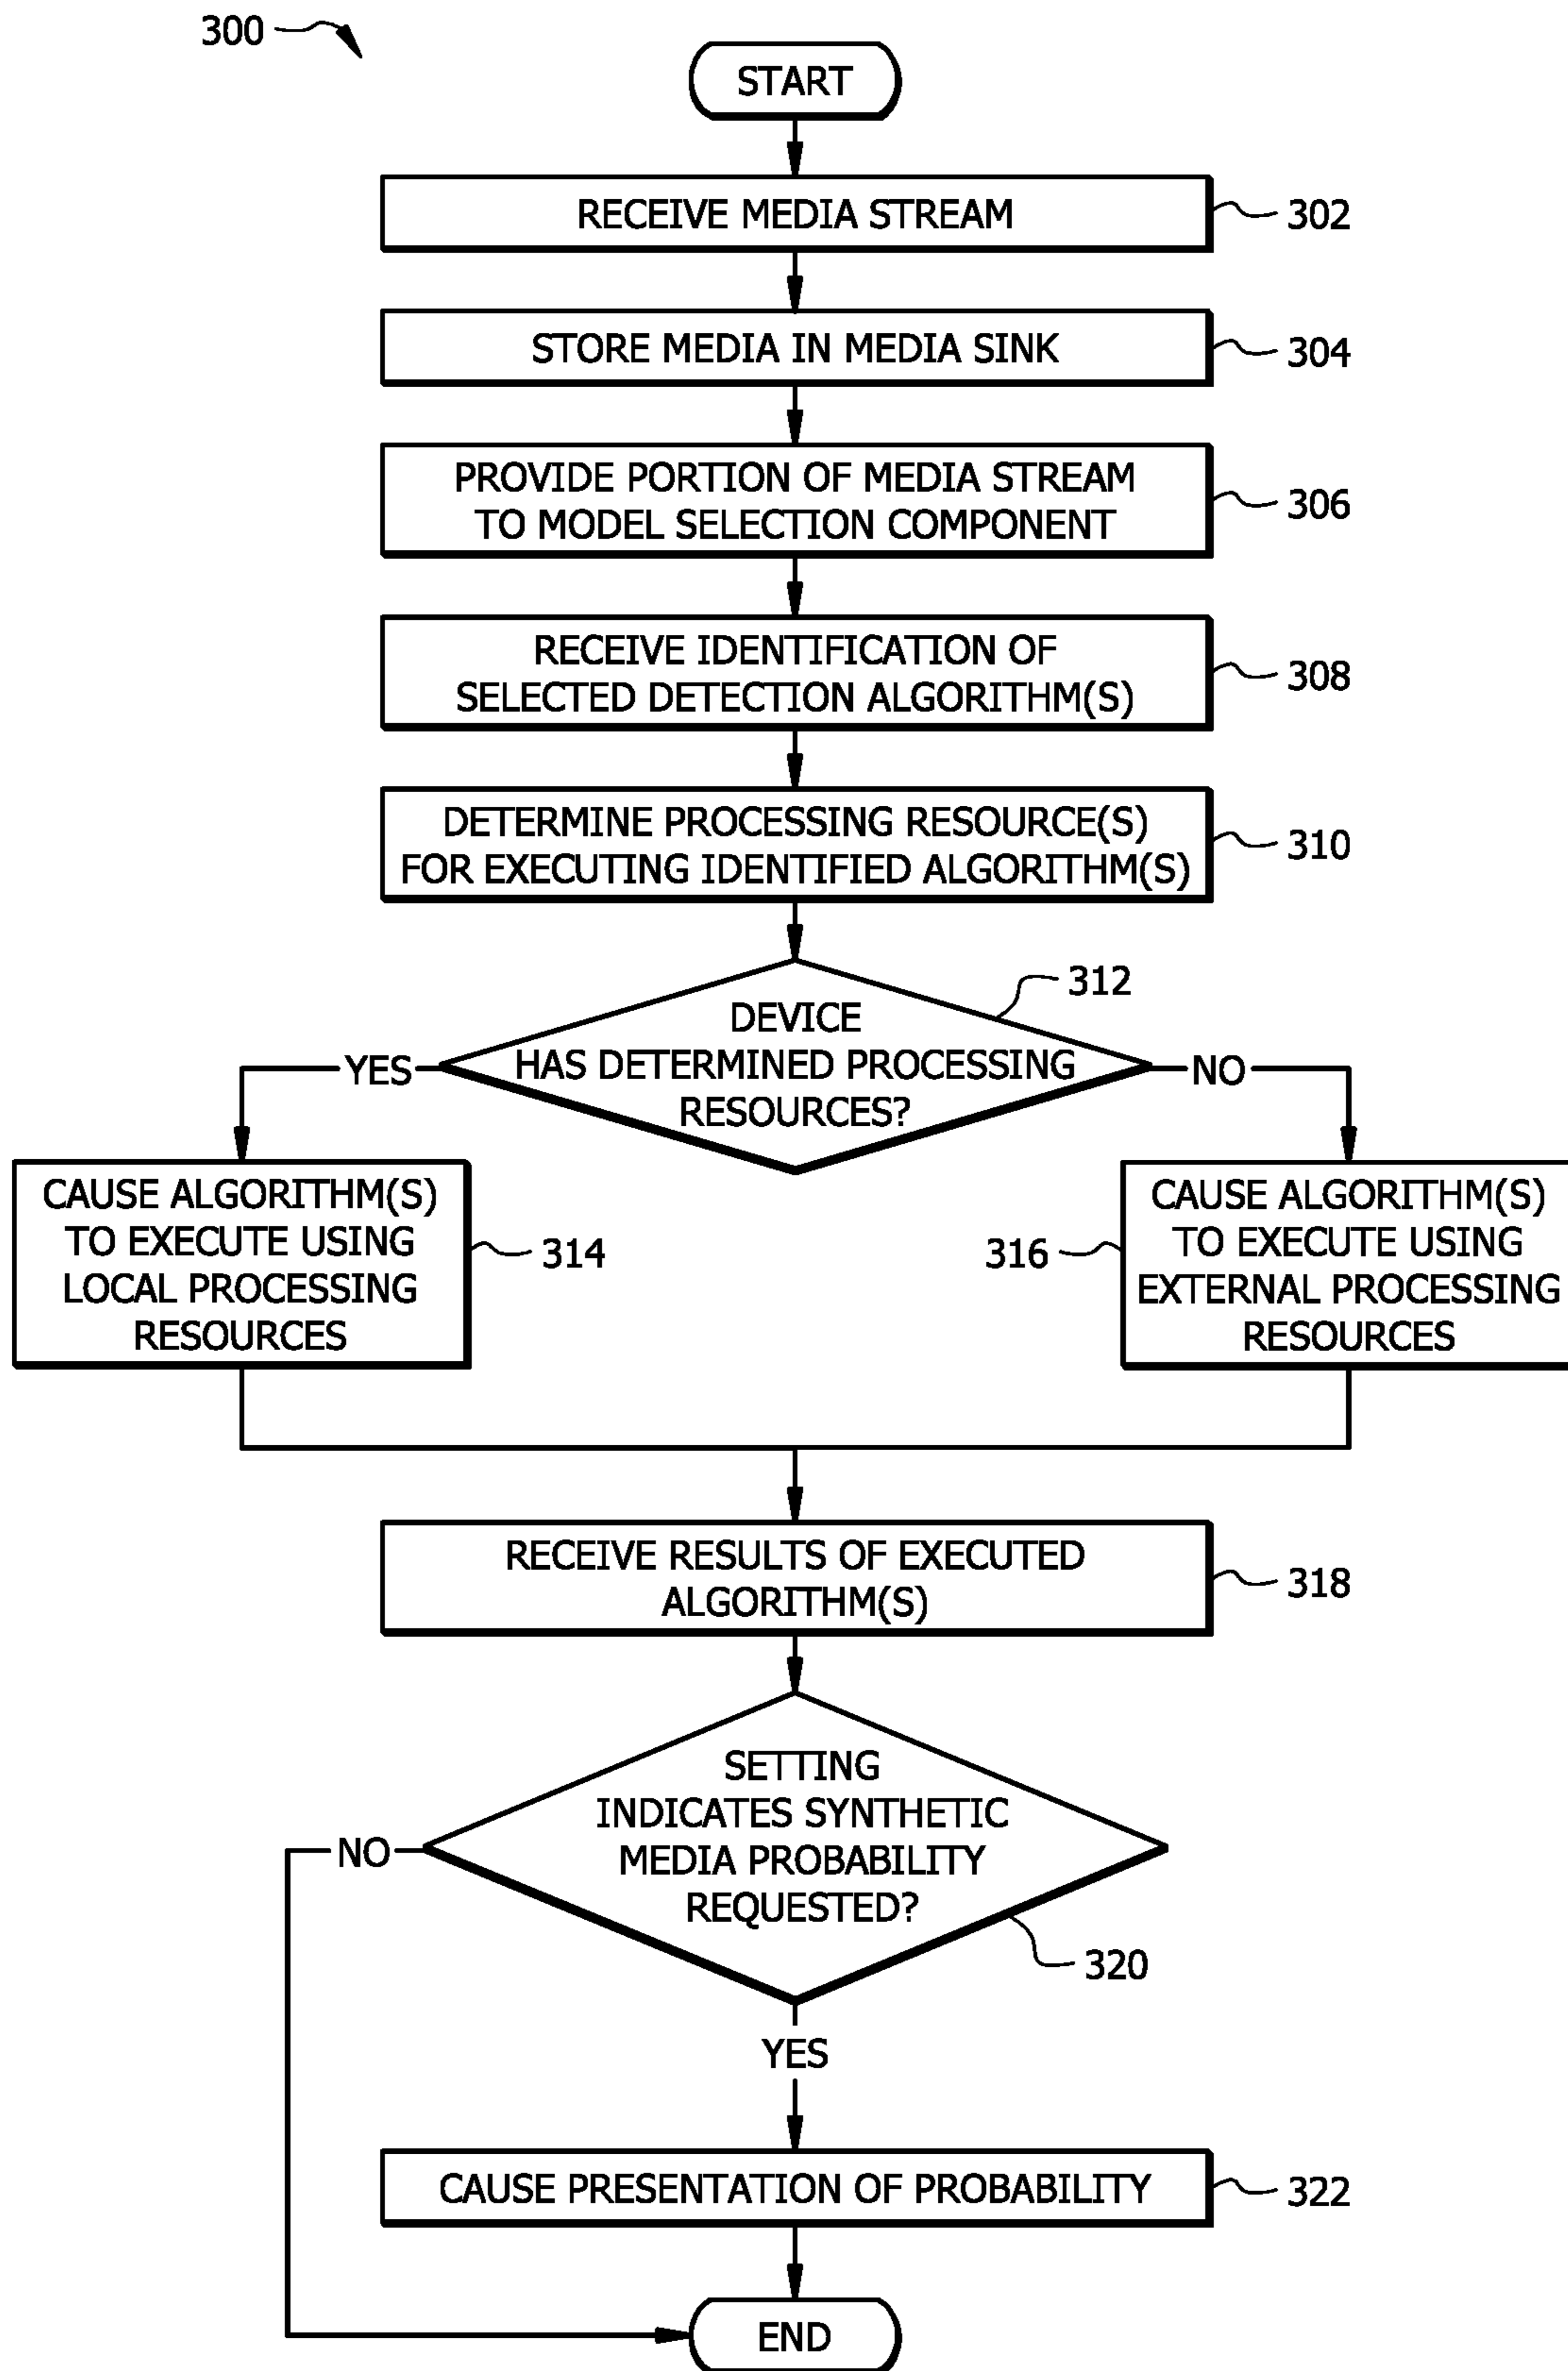 300
START
RECEIVE MEDIA STREAM
302
STORE MEDIA IN MEDIA SINK
304
PROVIDE PORTION OF MEDIA STREAM
TO MODEL SELECTION COMPONENT
306
RECEIVE IDENTIFICATION OF
SELECTED DETECTION ALGORITHM(S)
308
DETERMINE PROCESSING RESOURCE(S)
FOR EXECUTING IDENTIFIED ALGORITHM(S)
310
312
DEVICE
HAS DETERMINED PROCESSING
RESOURCES?
YES
NO
CAUSE ALGORITHM(S)
TO EXECUTE USING
LOCAL PROCESSING
RESOURCES
314
316
CAUSE ALGORITHM(S)
TO EXECUTE USING
EXTERNAL PROCESSING
RESOURCES
RECEIVE RESULTS OF EXECUTED
ALGORITHM(S)
318
SETTING
INDICATES SYNTHETIC
MEDIA PROBABILITY
REQUESTED?
NO
320
YES
CAUSE PRESENTATION OF PROBABILITY
322
END